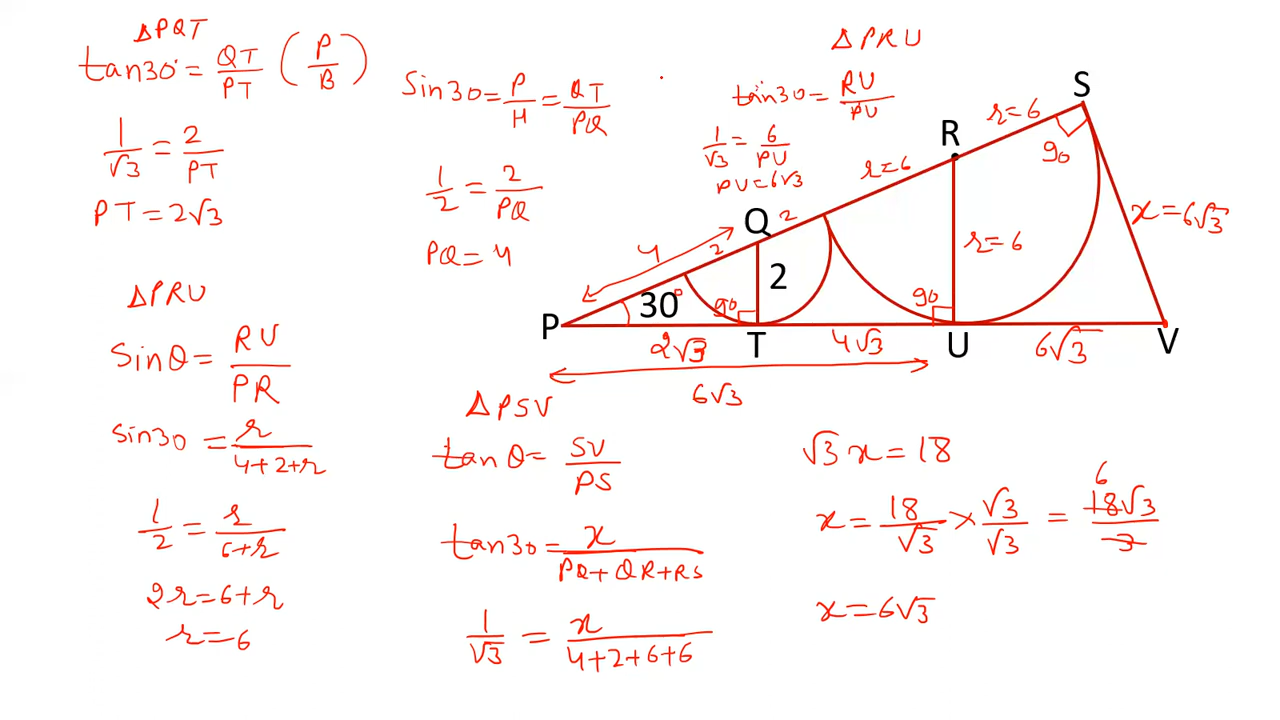 ΔPQT
tan30° = QT/PT (P/B)
1/√3 = 2/PT
PT = 2√3
Sin30 = P/H = QT/PQ
1/2 = 2/PQ
PQ = 4
ΔPRU
tan30 = RU/PU
1/√3 = 6/PU
PU = 6√3
ΔPRU
Sinθ = RU/PR
sin30 = r/4+2+r
1/2 = r/6+r
2r = 6+r
r = 6
S
r=6
90
R
r=6
x=6√3
2
Q
4
2
r=6
2
30°
90
90
P
2√3
T
4√3
U
6√3
V
6√3
ΔPSV
tanθ = SV/PS
tan30 = x/PQ+QR+RS
1/√3 = x/4+2+6+6
√3 x = 18
x = 18/√3 × √3/√3 = 18√3/3
6
x = 6√3